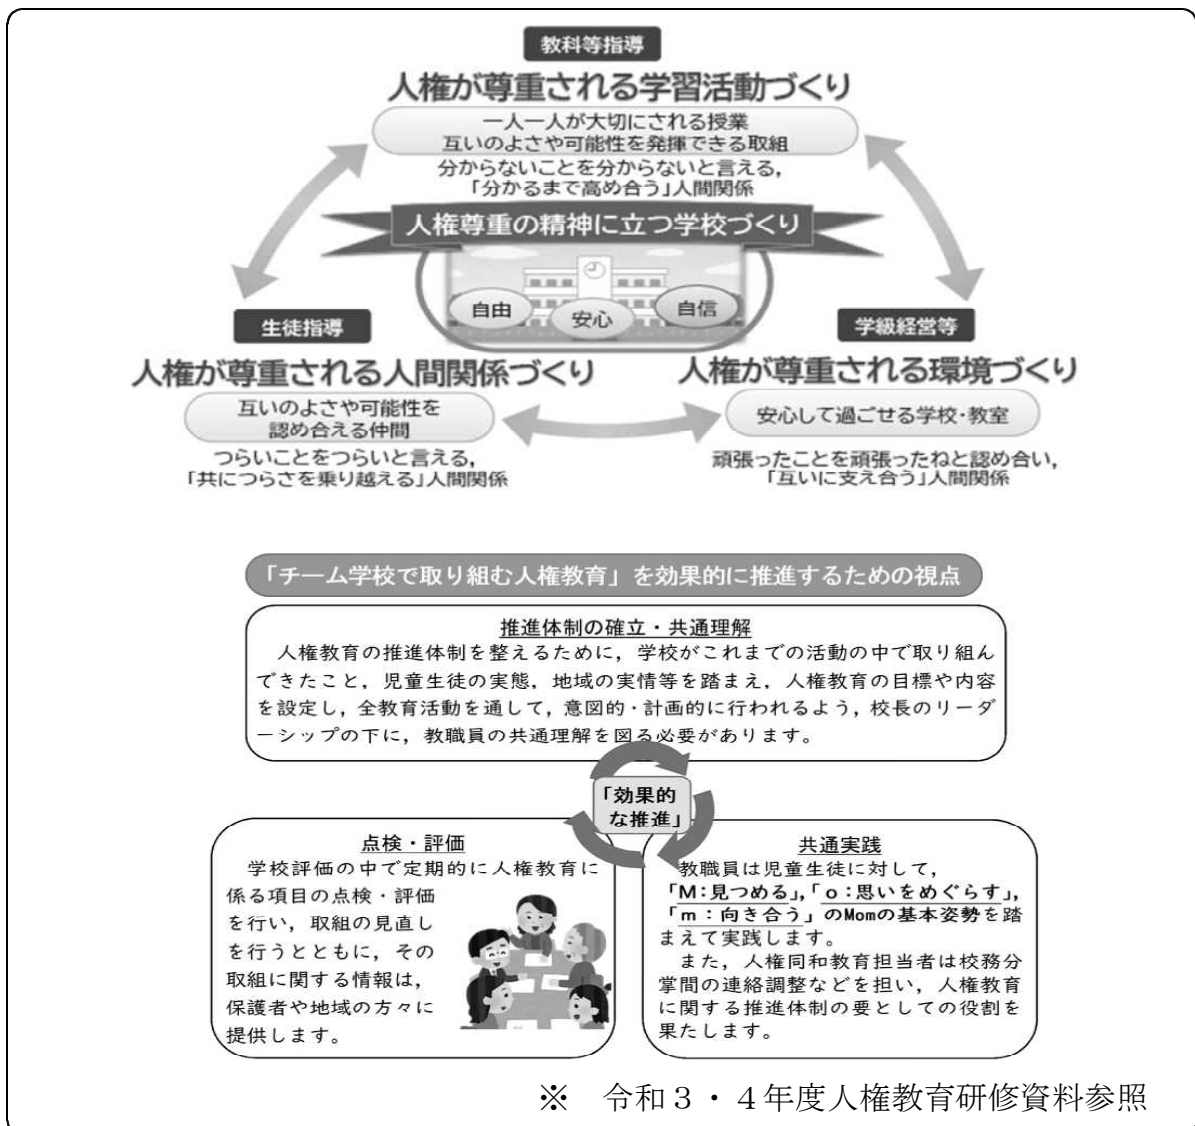 教科等指導
人権が尊重される学習活動づくり
一人一人が大切にされる授業
互いのよさや可能性を発揮できる取組
分からないことを分からないと言える，
「分かるまで高め合う」人間関係
人権尊重の精神に立つ学校づくり
自由
安心
自信
生徒指導
人権が尊重される人間関係づくり
互いのよさや可能性を
認め合える仲間
つらいことをつらいと言える，
「共につらさを乗り越える」人間関係
学級経営等
人権が尊重される環境づくり
安心して過ごせる学校・教室
頑張ったことを頑張ったねと認め合い，
「互いに支え合う」人間関係
「チーム学校で取り組む人権教育」を効果的に推進するための視点
推進体制の確立・共通理解
人権教育の推進体制を整えるために，学校がこれまでの活動の中で取り組ん
できたこと，児童生徒の実態，地域の実情等を踏まえ，人権教育の目標や内容
を設定し，全教育活動を通して，意図的・計画的に行われるよう，校長のリーダ
ーシップの下に，教職員の共通理解を図る必要があります。
「効果的
な推進」
点検・評価
学校評価の中で定期的に人権教育に
係る項目の点検・評価
を行い，取組の見直し
を行うとともに，その
取組に関する情報は，
保護者や地域の方々に
提供します。
共通実践
教職員は児童生徒に対して，
「M：見つめる」，「o：思いをめぐらす」，
「m：向き合う」のMomの基本姿勢を踏
まえて実践します。
また，人権同和教育担当者は校務分
掌間の連絡調整などを担い，人権教育
に関する推進体制の要としての役割を
果たします。
※　令和３・４年度人権教育研修資料参照